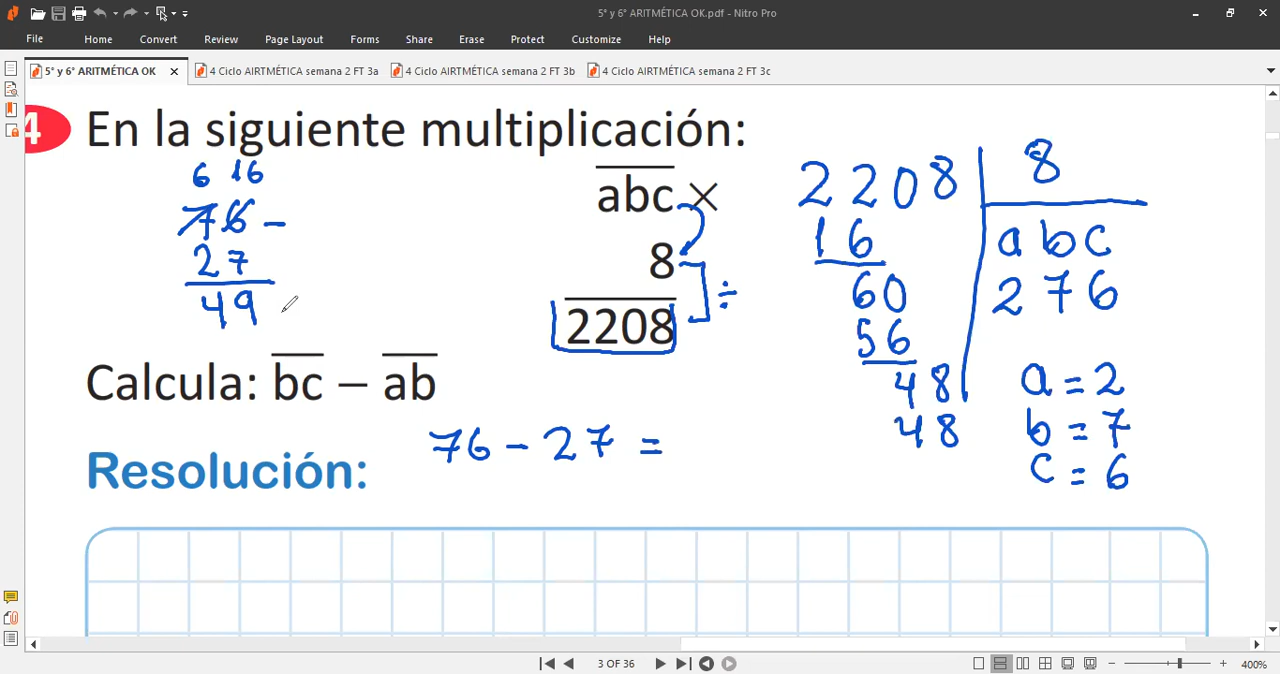 5° y 6° ARITMÉTICA OK.pdf - Nitro Pro
File Home Convert Review Page Layout Forms Share Erase Protect Customize Help
5° y 6° ARITMÉTICA OK 4 Ciclo AIRTMÉTICA semana 2 FT 3a 4 Ciclo AIRTMÉTICA semana 2 FT 3b 4 Ciclo AIRTMÉTICA semana 2 FT 3c
4 En la siguiente multiplicación:
abc ×
8
2208 ÷
6 16
76 -
27
49
2208 8
16 abc
60 276
56
48
48
a = 2
b = 7
c = 6
Calcula: bc – ab
76 - 27 =
Resolución:
3 OF 36
400%